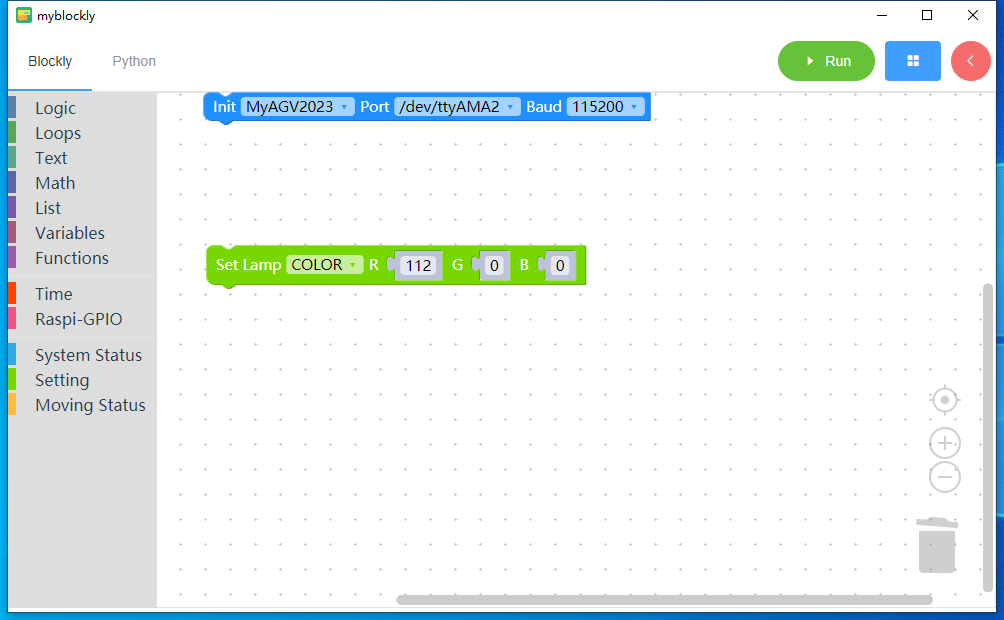 myblockly
Blockly Python Run
Logic
Loops
Text
Math
List
Variables
Functions
Time
Raspi-GPIO
System Status
Setting
Moving Status
Init MyAGV2023 Port /dev/ttyAMA2 Baud 115200
Set Lamp COLOR R 112 G 0 B 0